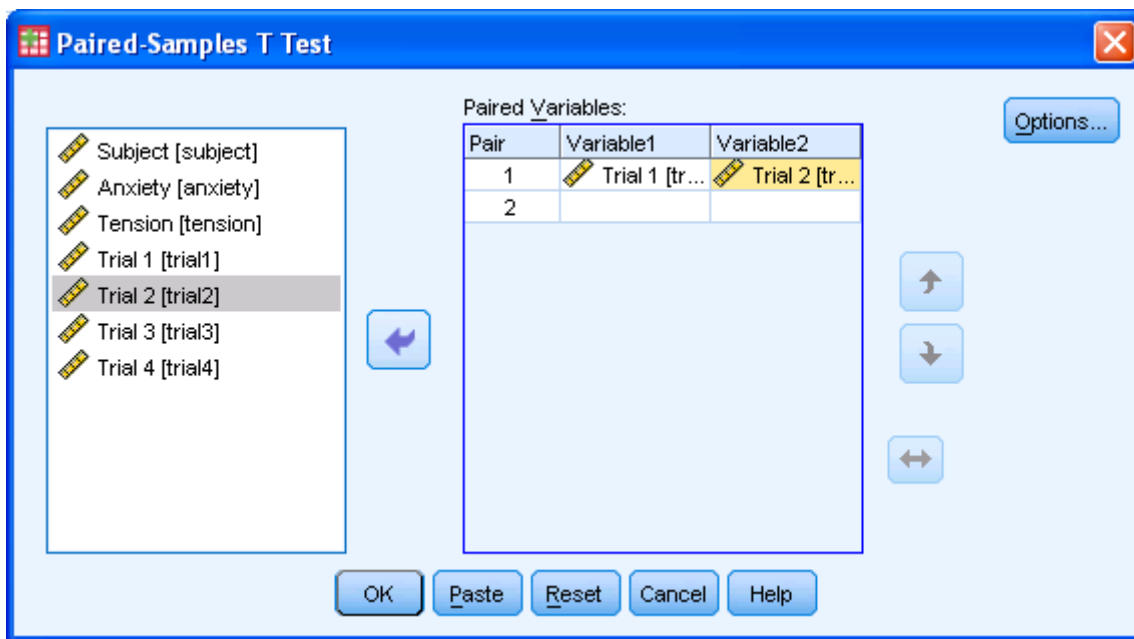 Paired-Samples T Test
Subject [subject]
Anxiety [anxiety]
Tension [tension]
Trial 1 [trial1]
Trial 2 [trial2]
Trial 3 [trial3]
Trial 4 [trial4]
Paired Variables:
Pair Variable1 Variable2
1 Trial 1 [tr... Trial 2 [tr...
2
Options...
OK Paste Reset Cancel Help